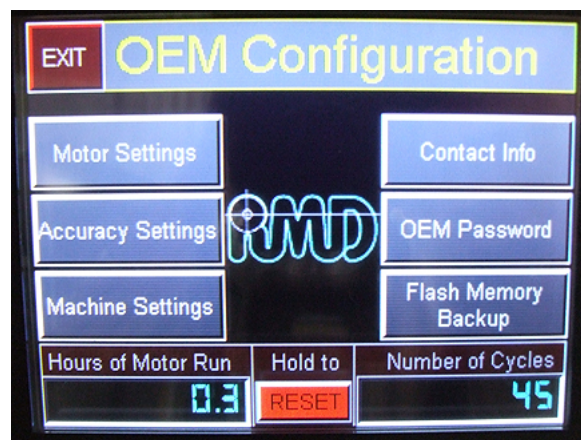 EXIT
OEM Configuration
Motor Settings
Contact Info
Accuracy Settings
RMD
OEM Password
Machine Settings
Flash Memory
Backup
Hours of Motor Run
Hold to
Number of Cycles
0.3
RESET
45